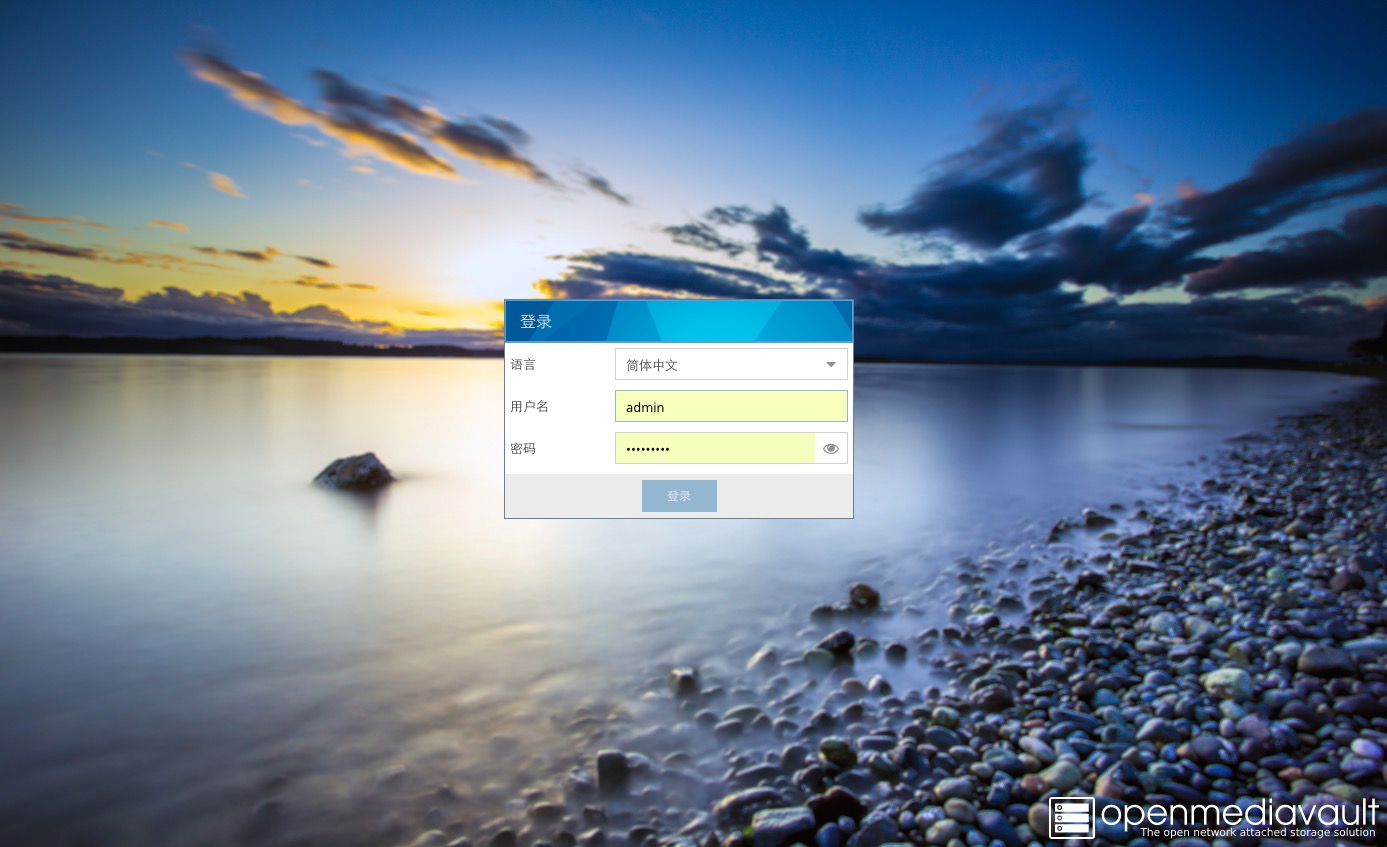 登录
语言
简体中文
用户名
admin
密码
•••••••••
登录
openmediavault
The open network attached storage solution